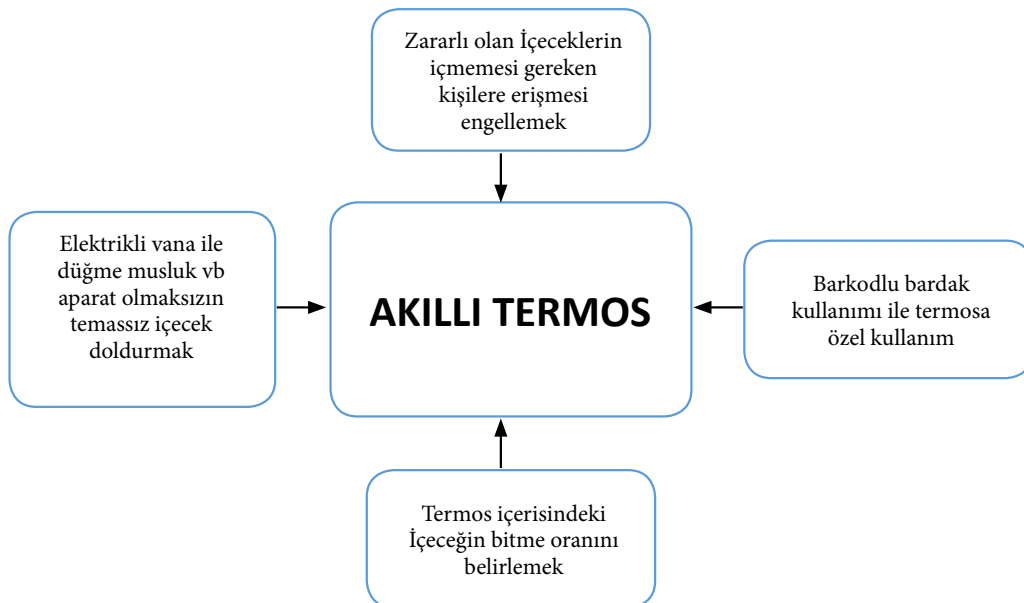 Zararlı olan İçeceklerin
içmemesi gereken
kişilere erişmesi
engellemek
Elektrikli vana ile
düğme musluk vb
aparat olmaksızın
temassız içecek
doldurmak
AKILLI TERMOS
Barkodlu bardak
kullanımı ile termosa
özel kullanım
Termos içerisindeki
İçeceğin bitme oranını
belirlemek